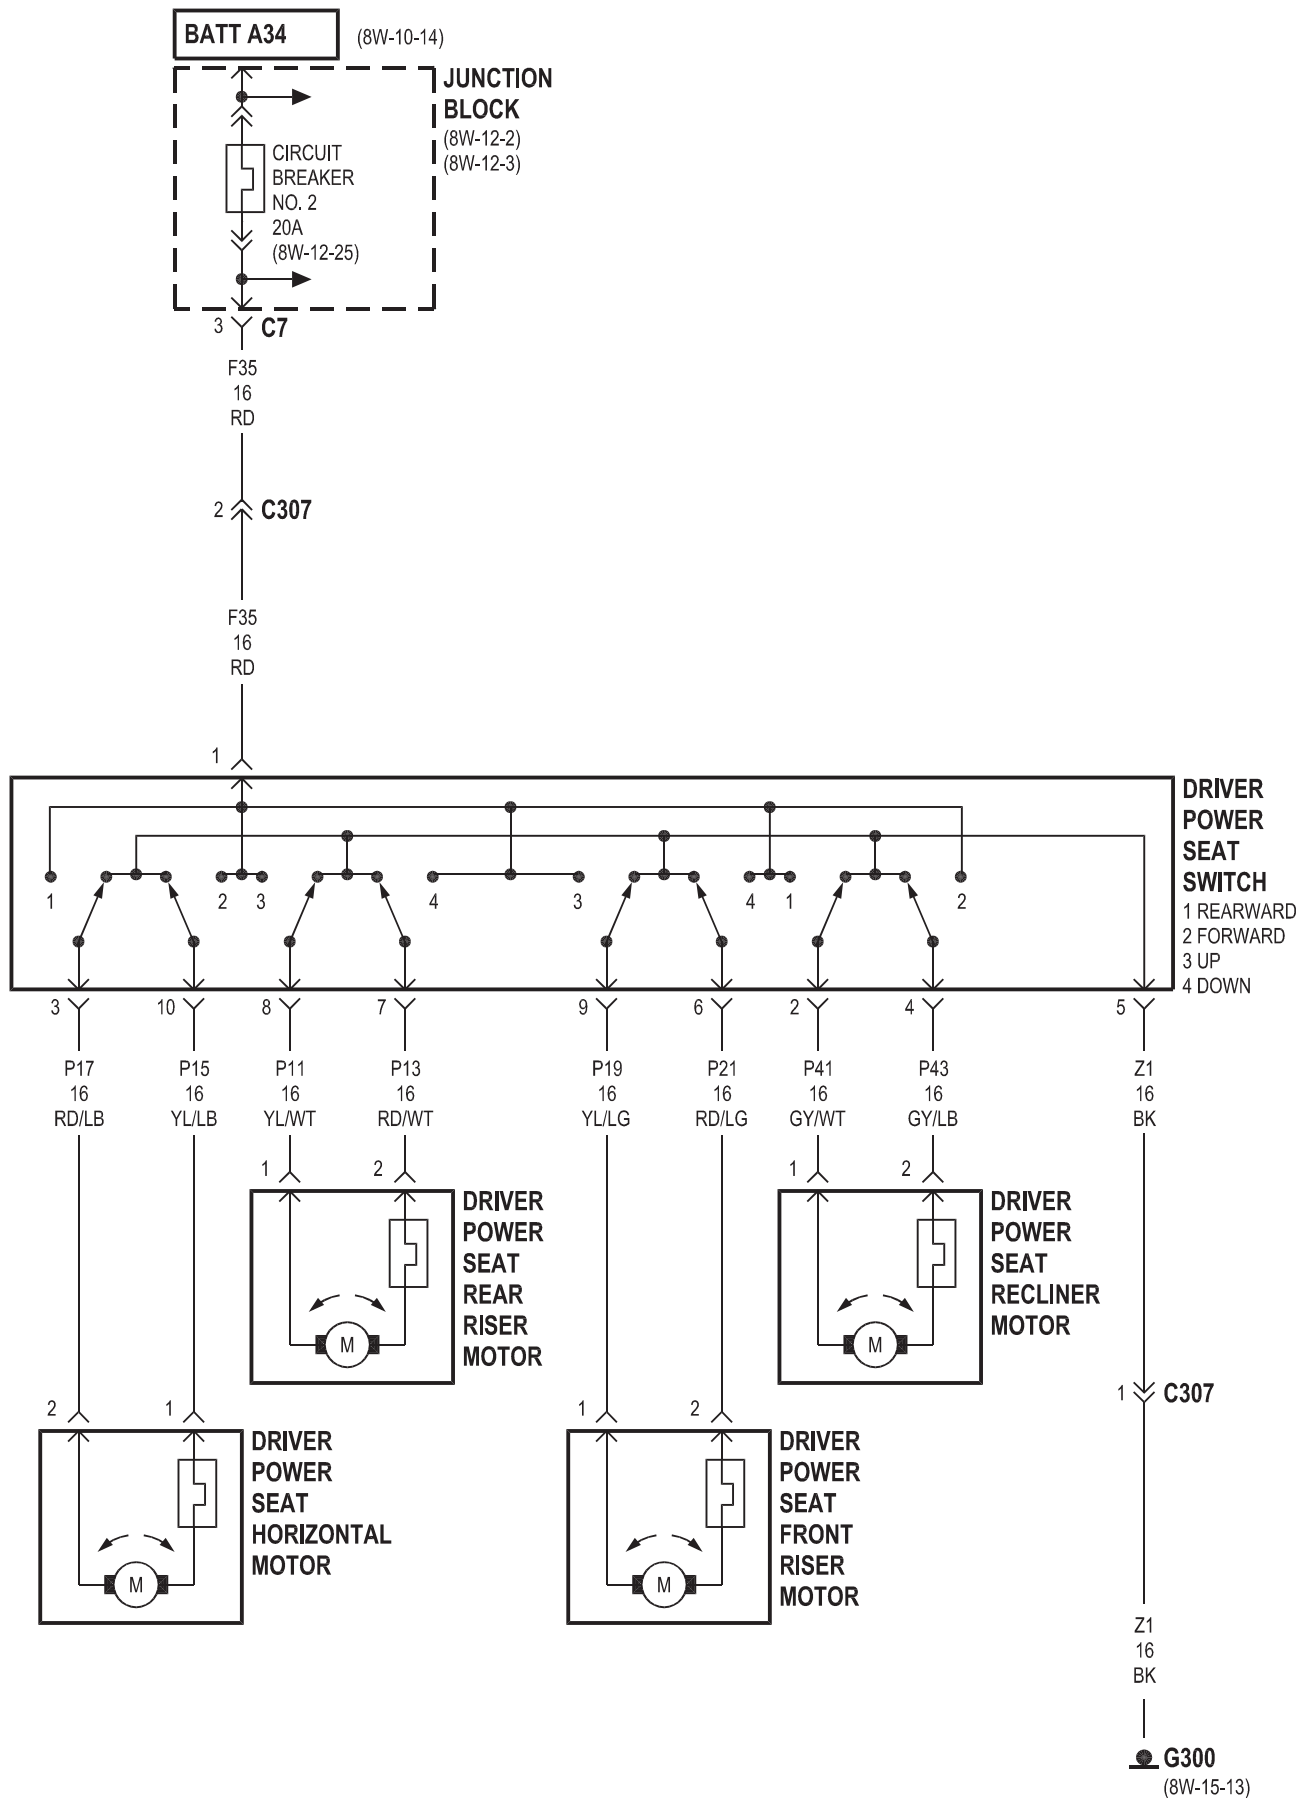 BATT A34
(8W-10-14)
JUNCTION
BLOCK
(8W-12-2)
(8W-12-3)
CIRCUIT
BREAKER
NO. 2
20A
(8W-12-25)
3 C7
F35
16
RD
2 C307
F35
16
RD
1
DRIVER
POWER
SEAT
SWITCH
1 REARWARD
2 FORWARD
3 UP
4 DOWN
1 2 3 4 3 4 1 2
3 10 8 7 9 6 2 4 5
P17 P15 P11 P13 P19 P21 P41 P43 Z1
16 16 16 16 16 16 16 16 16
RD/LB YL/LB YL/WT RD/WT YL/LG RD/LG GY/WT GY/LB BK
1 2
DRIVER
POWER
SEAT
REAR
RISER
MOTOR
M
1 2
DRIVER
POWER
SEAT
RECLINER
MOTOR
M
1 C307
2 1
DRIVER
POWER
SEAT
HORIZONTAL
MOTOR
M
1 2
DRIVER
POWER
SEAT
FRONT
RISER
MOTOR
M
Z1
16
BK
G300
(8W-15-13)